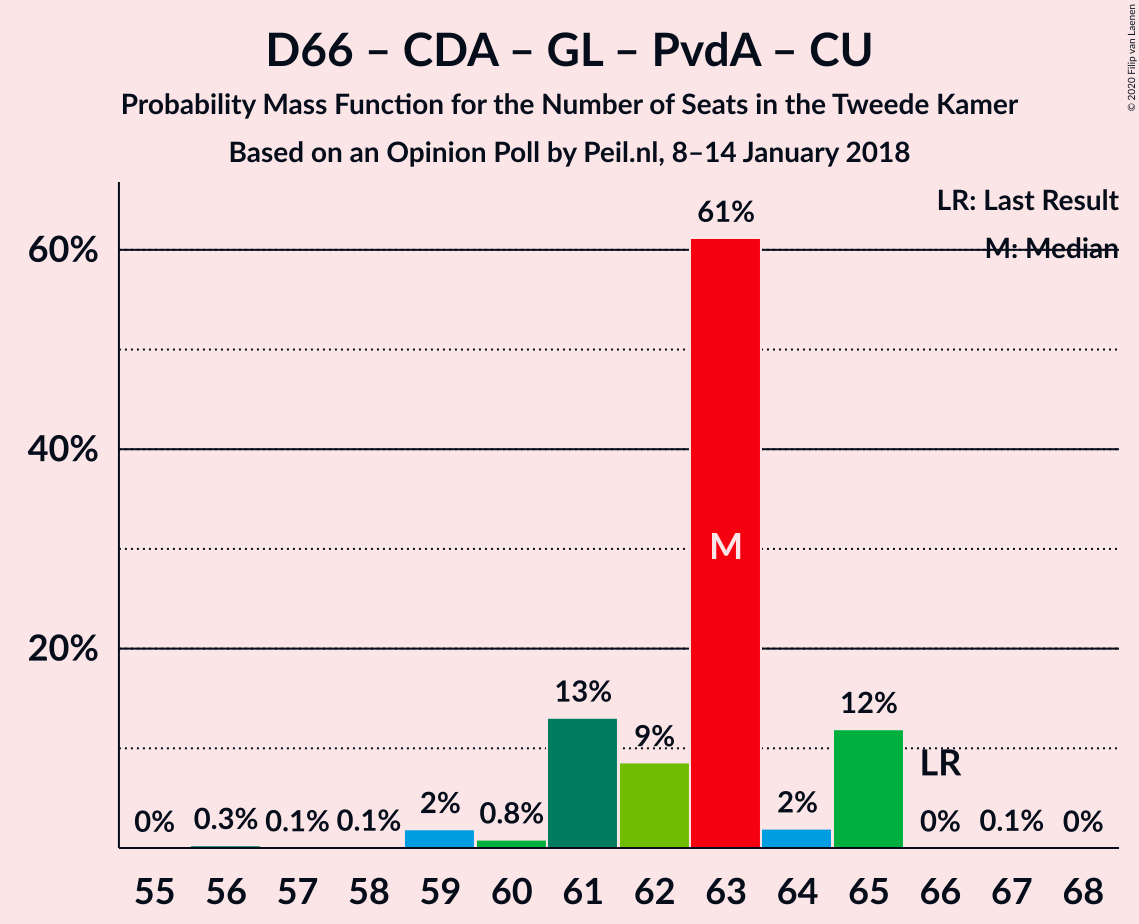 D66 – CDA – GL – PvdA – CU
Probability Mass Function for the Number of Seats in the Tweede Kamer
Based on an Opinion Poll by Peil.nl, 8–14 January 2018
© 2020 Filip van Laenen
LR: Last Result
M: Median
60%
40%
20%
0%
0.3%
0.1%
0.1%
2%
0.8%
13%
9%
61%
M
2%
12%
LR
0%
0.1%
0%
55 56 57 58 59 60 61 62 63 64 65 66 67 68